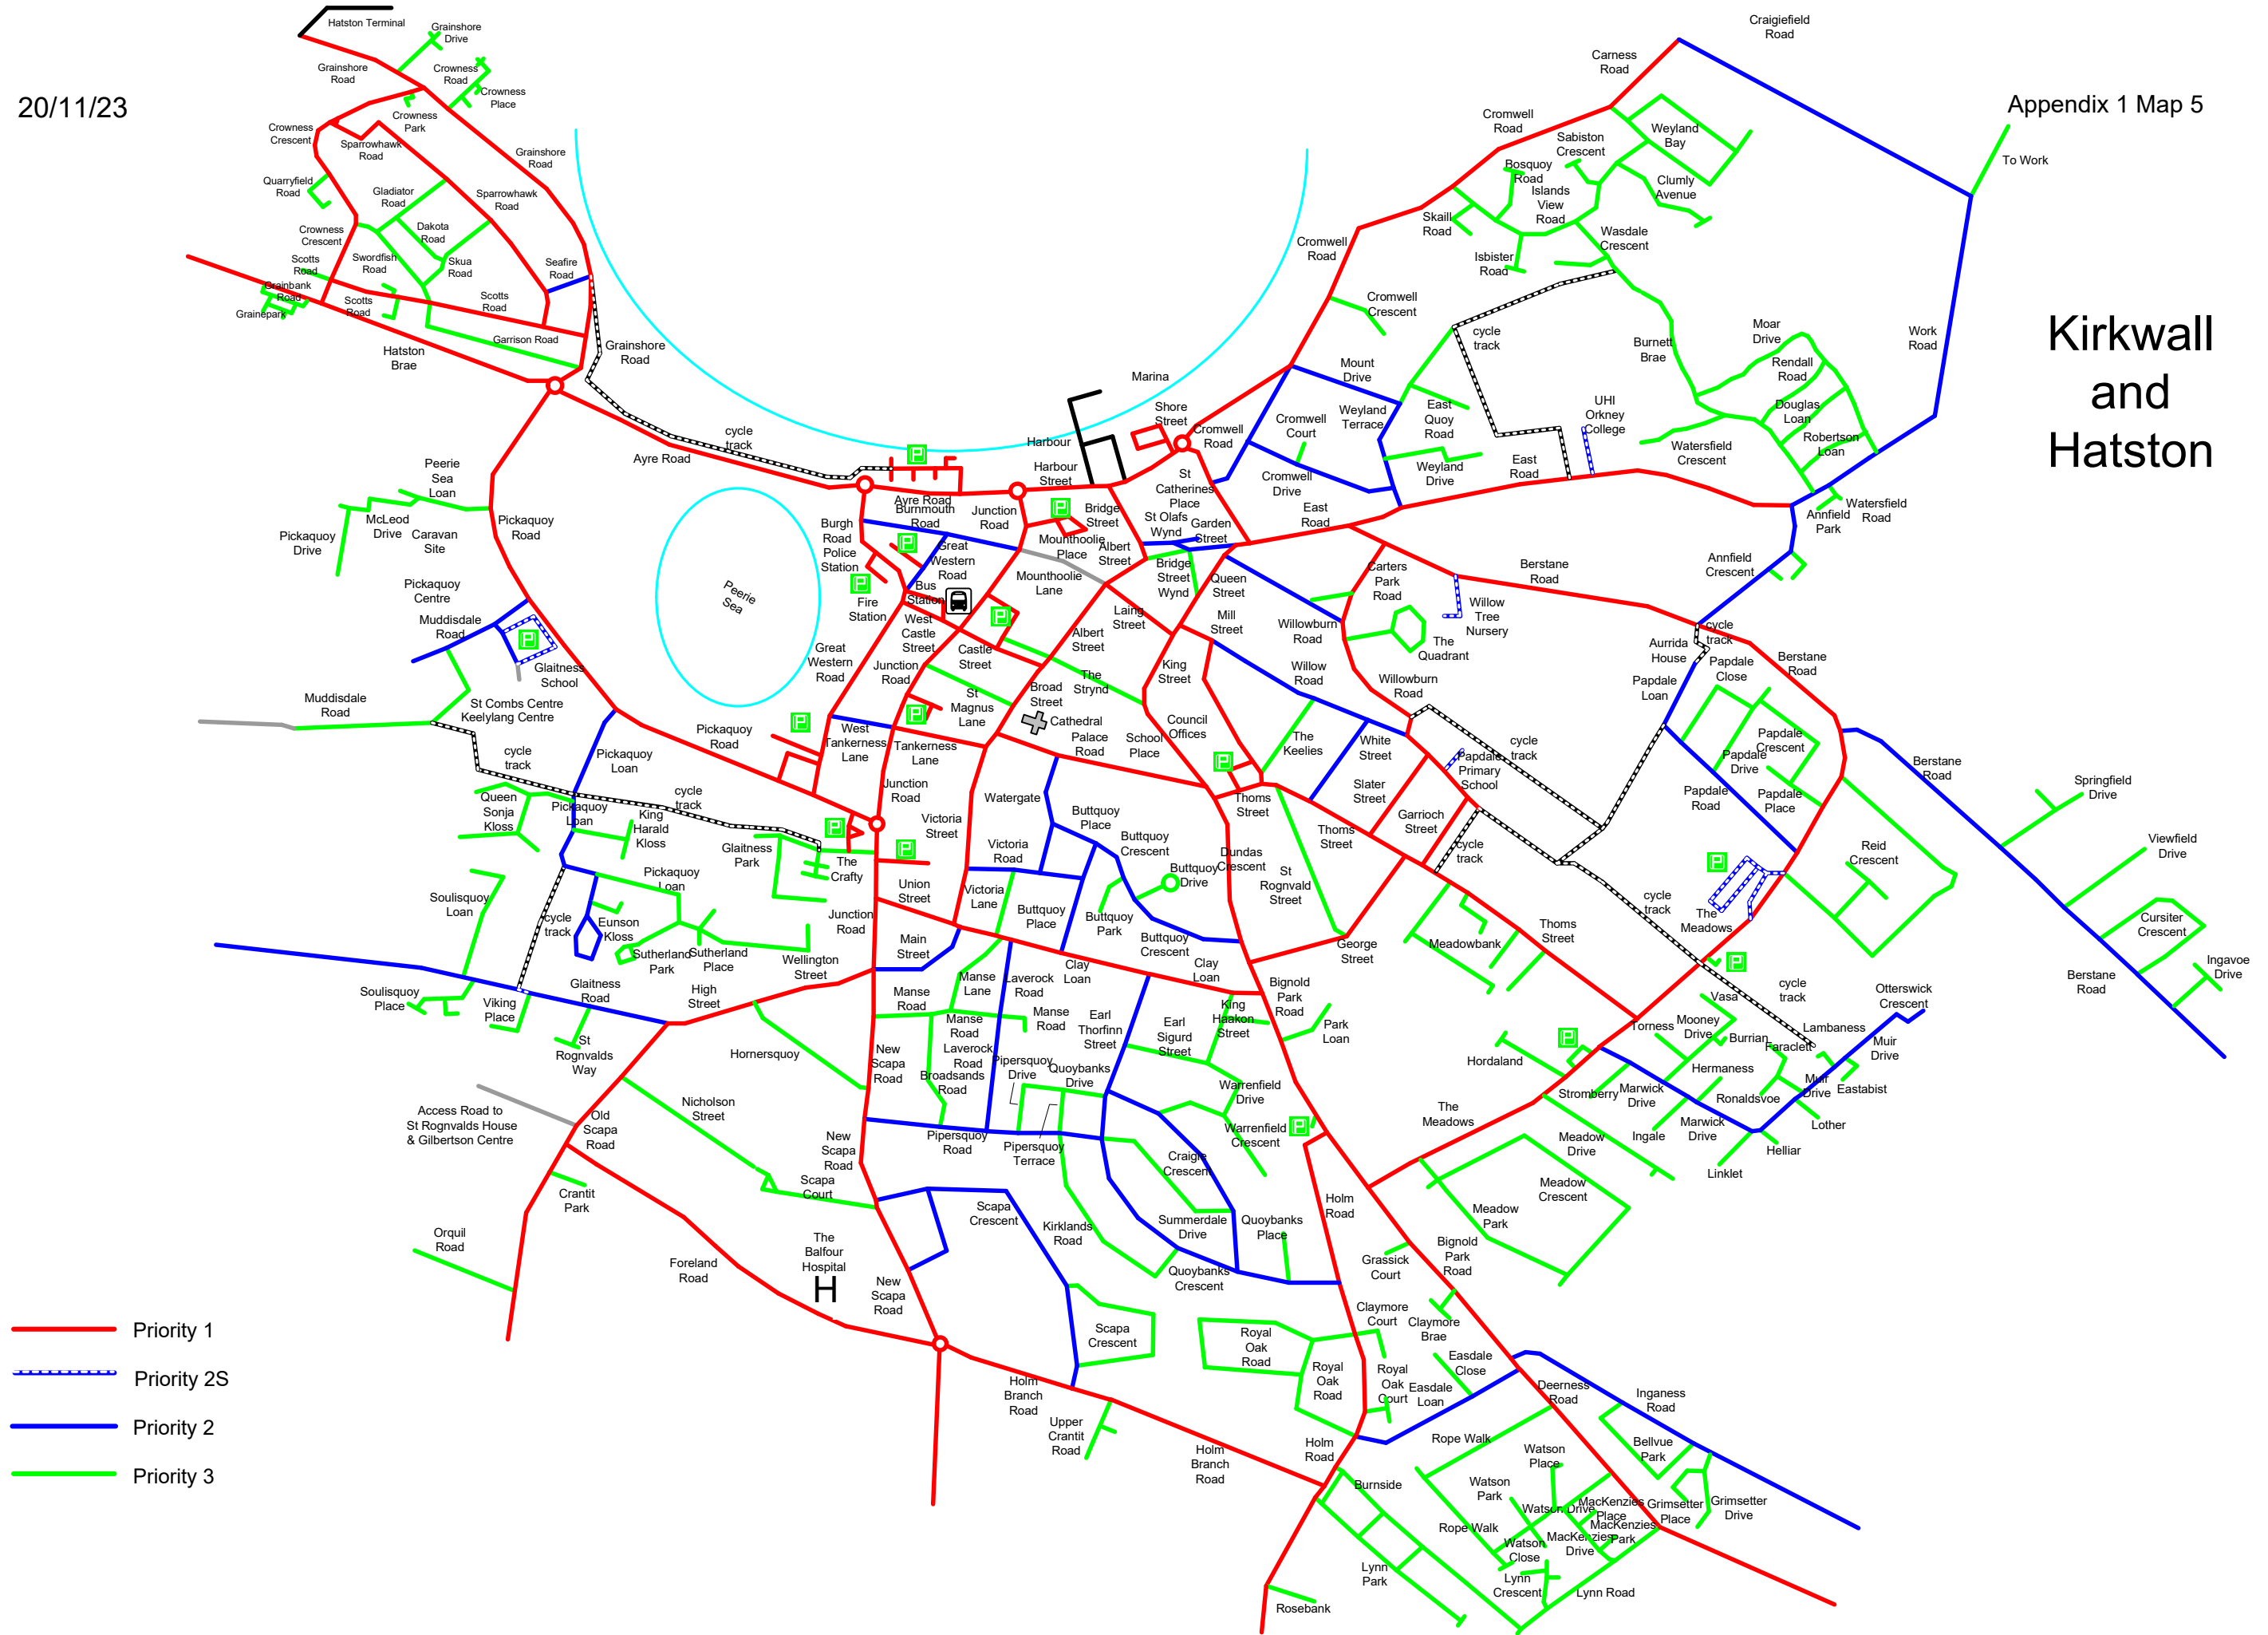 Hatston Terminal
Grainshore
Drive
Craigiefield
Road
Carness
Road
Grainshore
Road
Crowness
Road
Crowness
Place
20/11/23
Appendix 1 Map 5
Crowness
Park
Crowness
Crescent
Sparrowhawk
Road
Grainshore
Road
Cromwell
Road
Sabiston
Crescent
Weyland
Bay
To Work
Quarryfield
Road
Gladiator
Road
Sparrowhawk
Road
Bosquoy
Road
Islands
View
Road
Clumly
Avenue
Crowness
Crescent
Dakota
Road
Skaill
Road
Wasdale
Crescent
Cromwell
Road
Scotts
Road
Swordfish
Road
Skua
Road
Seafire
Road
Isbister
Road
Grainbank
Road
Grainepark
Scotts
Road
Scotts
Road
Cromwell
Crescent
Garrison Road
Hatston
Brae
Grainshore
Road
cycle
track
Burnett
Brae
Moar
Drive
Work
Road
Kirkwall
and
Hatston
Rendall
Road
Mount
Drive
Marina
Shore
Street
Cromwell
Road
Cromwell
Court
Weyland
Terrace
East
Quoy
Road
UHI
Orkney
College
Douglas
Loan
Robertson
Loan
cycle
track
Harbour
Ayre Road
Peerie
Sea
Loan
Harbour
Street
St
Catherines
Place
Cromwell
Drive
Weyland
Drive
East
Road
Watersfield
Crescent
Ayre Road
Burnmouth
Road
Junction
Road
Bridge
Street
St Olafs
Wynd
Garden
Street
East
Road
Watersfield
Road
Annfield
Park
McLeod
Drive
Caravan
Site
Pickaquoy
Road
Pickaquoy
Drive
Burgh
Road
Police
Station
Great
Western
Road
Mounthoolie
Place
Albert
Street
Bridge
Street
Wynd
Queen
Street
Carters
Park
Road
Berstane
Road
Annfield
Crescent
Pickaquoy
Centre
Peerie
Sea
Bus
Station
Mounthoolie
Lane
Fire
Station
Laing
Street
Mill
Street
Willow
Tree
Nursery
Muddisdale
Road
West
Castle
Street
Albert
Street
Willowburn
Road
The
Quadrant
Aurrida
House
cycle
track
Glaitness
School
Great
Western
Road
Junction
Road
Castle
Street
The
Strynd
King
Street
Willow
Road
Willowburn
Road
Papdale
Loan
Papdale
Close
Berstane
Road
Muddisdale
Road
St Combs Centre
Keelylang Centre
St
Magnus
Lane
Broad
Street
Cathedral
Palace
Road
School
Place
Council
Offices
Pickaquoy
Road
West
Tankerness
Lane
Tankerness
Lane
The
Keelies
White
Street
Papdale
Primary
School
cycle
track
Papdale
Crescent
Papdale
Drive
cycle
track
Pickaquoy
Loan
Berstane
Road
Springfield
Drive
Queen
Sonja
Kloss
Pickaquoy
Loan
cycle
track
Junction
Road
Watergate
Thoms
Street
Slater
Street
Papdale
Road
Papdale
Place
King
Harald
Kloss
Victoria
Street
Buttquoy
Place
Garrioch
Street
Thoms
Street
Viewfield
Drive
Glaitness
Park
The
Crafty
Victoria
Road
Buttquoy
Crescent
Dundas
Crescent
cycle
track
Reid
Crescent
Pickaquoy
Loan
Union
Street
Victoria
Lane
Buttquoy
Drive
St
Rognvald
Street
Soulisquoy
Loan
cycle
track
Eunson
Kloss
Junction
Road
Buttquoy
Place
Buttquoy
Park
cycle
track
The
Meadows
Cursiter
Crescent
Sutherland
Park
Sutherland
Place
Main
Street
Buttquoy
Crescent
George
Street
Meadowbank
Thoms
Street
Wellington
Street
Clay
Loan
Clay
Loan
Ingavoe
Drive
Soulisquoy
Place
Viking
Place
Glaitness
Road
High
Street
Manse
Road
Manse
Lane
Laverock
Road
Bignold
Park
Road
Berstane
Road
Otterswick
Crescent
cycle
track
Vasa
St
Rognvalds
Way
Hornersquoy
Manse
Road
Laverock
Road
Manse
Road
Earl
Thorfinn
Street
Earl
Sigurd
Street
King
Haakon
Street
Park
Loan
Torness
Mooney
Drive
Burrian
Lambaness
Faraclett
Muir
Drive
New
Scapa
Road
Broadsands
Road
Pipersquoy
Drive
Quoybanks
Drive
Hordaland
Hermaness
Stromberry
Marwick
Drive
Ronaldsvoe
Muir
Drive
Eastabist
Access Road to
St Rognvalds House
& Gilbertson Centre
Old
Scapa
Road
Nicholson
Street
Warrenfield
Drive
Warrenfield
Crescent
The
Meadows
Marwick
Drive
Lother
Ingale
New
Scapa
Road
Pipersquoy
Road
Pipersquoy
Terrace
Meadow
Drive
Helliar
Linklet
Craigie
Crescent
Scapa
Court
Crantit
Park
Scapa
Crescent
Kirklands
Road
Summerdale
Drive
Quoybanks
Place
Holm
Road
Meadow
Crescent
Meadow
Park
Orquil
Road
Foreland
Road
The
Balfour
Hospital
H
New
Scapa
Road
Quoybanks
Crescent
Grassick
Court
Bignold
Park
Road
Priority 1
Scapa
Crescent
Royal
Oak
Road
Claymore
Court
Claymore
Brae
Priority 2S
Royal
Oak
Road
Royal
Oak
Court
Easdale
Close
Easdale
Loan
Deerness
Road
Inganess
Road
Holm
Branch
Road
Priority 2
Upper
Crantit
Road
Holm
Branch
Road
Holm
Road
Rope Walk
Watson
Place
Bellvue
Park
Priority 3
Burnside
Watson
Park
Watson Drive
MacKenzies
Place
Grimsetter
Place
Grimsetter
Drive
Rope Walk
Watson
Close
MacKenzies
Drive
MacKenzies
Park
Lynn
Park
Lynn
Crescent
Lynn Road
Rosebank